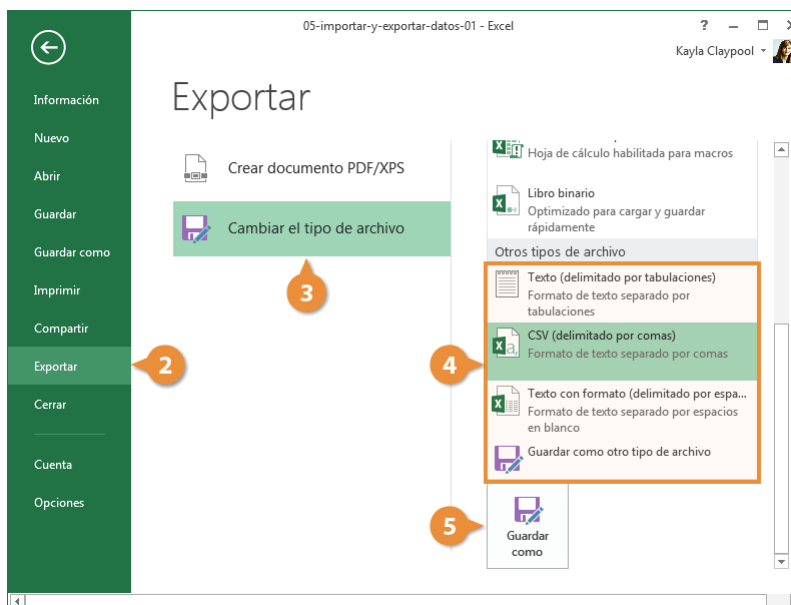 05-importar-y-exportar-datos-01 - Excel
?
Kayla Claypool
Información
Nuevo
Abrir
Guardar
Guardar como
Imprimir
Compartir
Exportar
2
Cerrar
Cuenta
Opciones
Exportar
Crear documento PDF/XPS
Cambiar el tipo de archivo
3
Hoja de cálculo habilitada para macros
Libro binario
Optimizado para cargar y guardar
rápidamente
Otros tipos de archivo
4
Texto (delimitado por tabulaciones)
Formato de texto separado por
tabulaciones
CSV (delimitado por comas)
Formato de texto separado por comas
Texto con formato (delimitado por espa...
Formato de texto separado por espacios
en blanco
Guardar como otro tipo de archivo
5
Guardar
como